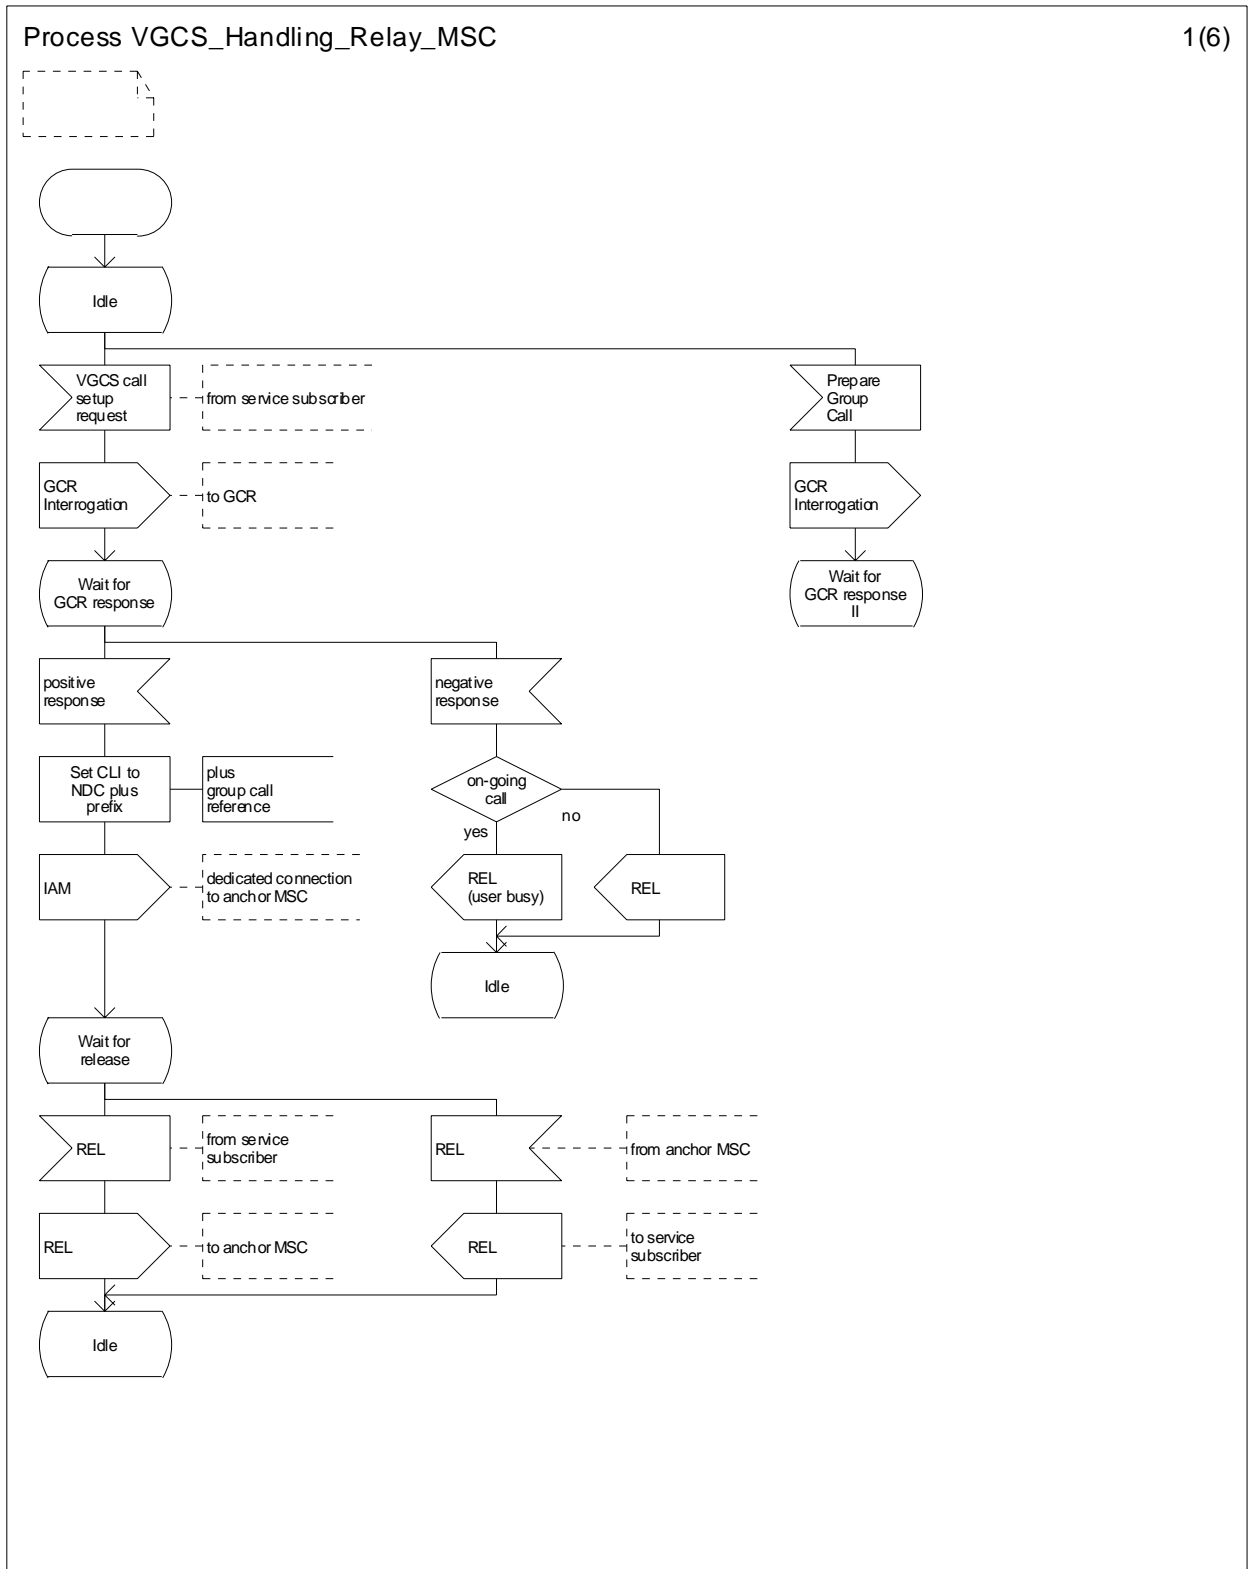 Process VGCS_Handling_Relay_MSC
1(6)
Idle
VGCS call
setup
request
from service subscriber
Prepare
Group
Call
GCR
Interrogation
to GCR
GCR
Interrogation
Wait for
GCR response
Wait for
GCR response
II
positive
response
negative
response
Set CLI to
NDC plus
prefix
plus
group call
reference
on-going
call
no
yes
IAM
dedicated connection
to anchor MSC
REL
(user busy)
REL
Idle
Wait for
release
REL
from service
subscriber
REL
from anchor MSC
REL
to anchor MSC
REL
to service
subscriber
Idle